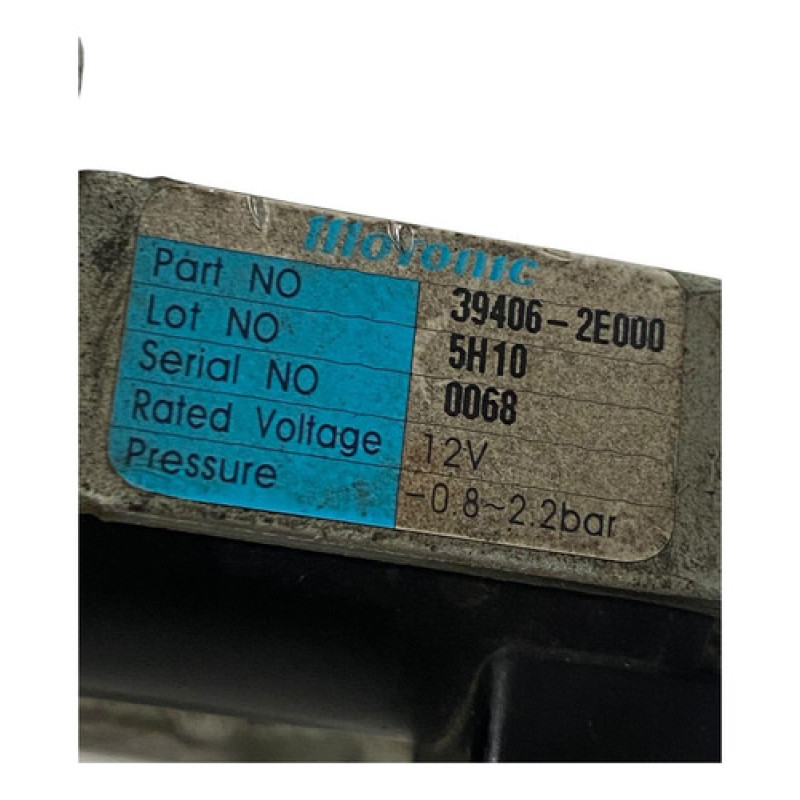 motonic
Part NO 39406-2E000
Lot NO 5H10
Serial NO 0068
Rated Voltage 12V
Pressure -0.8~2.2bar